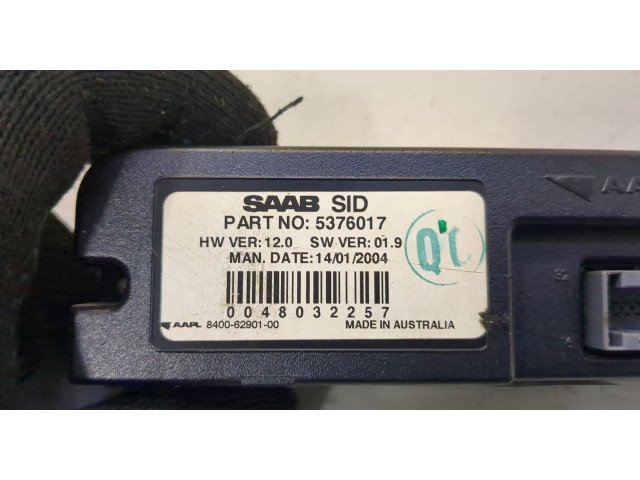 SAAB SID
PART NO: 5376017
HW VER: 12.0 SW VER: 01.9
MAN. DATE: 14/01/2004
0048032257
AAPL 8400-62901-00 MADE IN AUSTRALIA
32